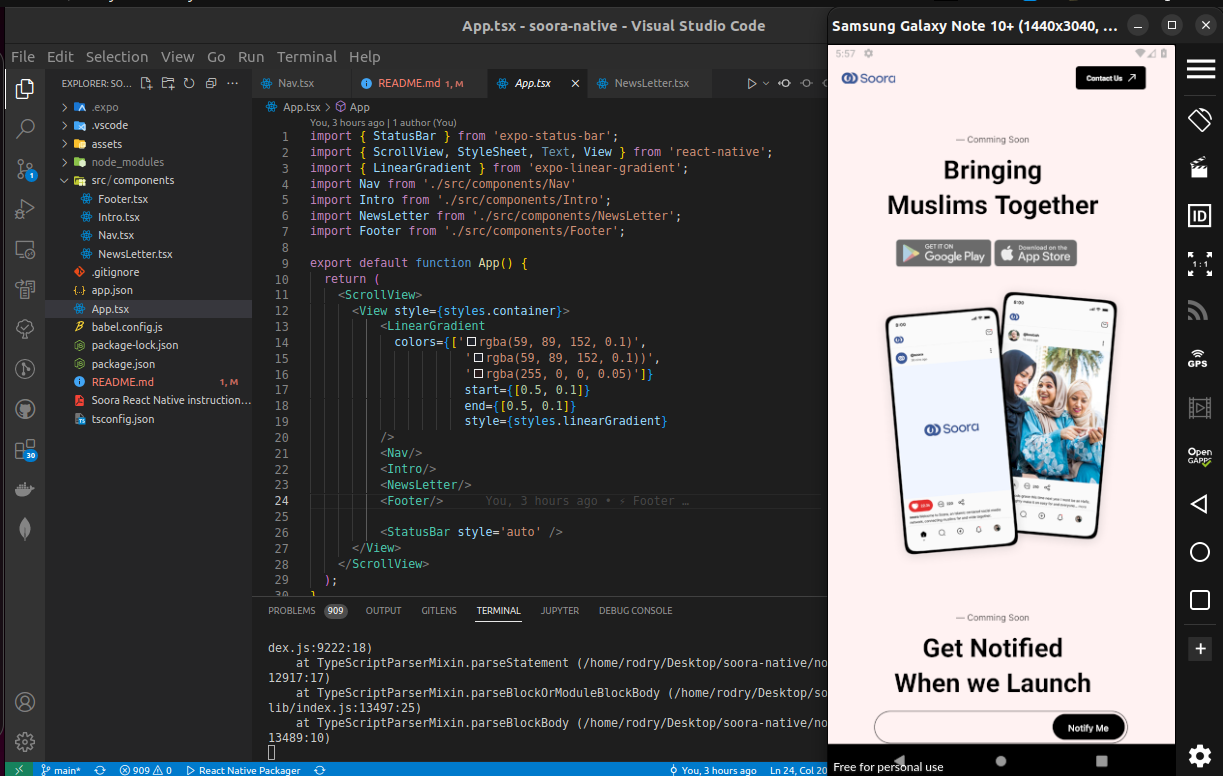 App.tsx - soora-native - Visual Studio Code
File Edit Selection View Go Run Terminal Help
EXPLORER: SO...
Nav.tsx
README.md 1, M
App.tsx
NewsLetter.tsx
App.tsx > App
.expo
.vscode
assets
node_modules
src/components
Footer.tsx
Intro.tsx
Nav.tsx
NewsLetter.tsx
.gitignore
app.json
App.tsx
babel.config.js
package-lock.json
package.json
README.md 1, M
Soora React Native instruction...
tsconfig.json
1
30
You, 3 hours ago | 1 author (You)
1 import { StatusBar } from 'expo-status-bar';
2 import { ScrollView, StyleSheet, Text, View } from 'react-native';
3 import { LinearGradient } from 'expo-linear-gradient';
4 import Nav from './src/components/Nav'
5 import Intro from './src/components/Intro';
6 import NewsLetter from './src/components/NewsLetter';
7 import Footer from './src/components/Footer';
8
9 export default function App() {
10 return (
11 <ScrollView>
12 <View style={styles.container}>
13 <LinearGradient
14 colors={['rgba(59, 89, 152, 0.1)',
15 'rgba(59, 89, 152, 0.1))',
16 'rgba(255, 0, 0, 0.05)']}
17 start={[0.5, 0.1]}
18 end={[0.5, 0.1]}
19 style={styles.linearGradient}
20 />
21 <Nav/>
22 <Intro/>
23 <NewsLetter/>
24 <Footer/> You, 3 hours ago • ⚡ Footer …
25
26 <StatusBar style='auto' />
27 </View>
28 </ScrollView>
29 );
30 }
PROBLEMS 909 OUTPUT GITLENS TERMINAL JUPYTER DEBUG CONSOLE
dex.js:9222:18)
at TypeScriptParserMixin.parseStatement (/home/rodry/Desktop/soora-native/no
12917:17)
at TypeScriptParserMixin.parseBlockOrModuleBlockBody (/home/rodry/Desktop/so
lib/index.js:13497:25)
at TypeScriptParserMixin.parseBlockBody (/home/rodry/Desktop/soora-native/no
13489:10)
main* 909 0 React Native Packager You, 3 hours ago Ln 24, Col 20
Samsung Galaxy Note 10+ (1440x3040, ...
5:57
Soora
Contact Us
— Comming Soon
Bringing
Muslims Together
GET IT ON
Google Play
Download on the
App Store
Soora
— Comming Soon
Get Notified
When we Launch
Notify Me
Free for personal use
ID
1:1
GPS
Open
GAPPS